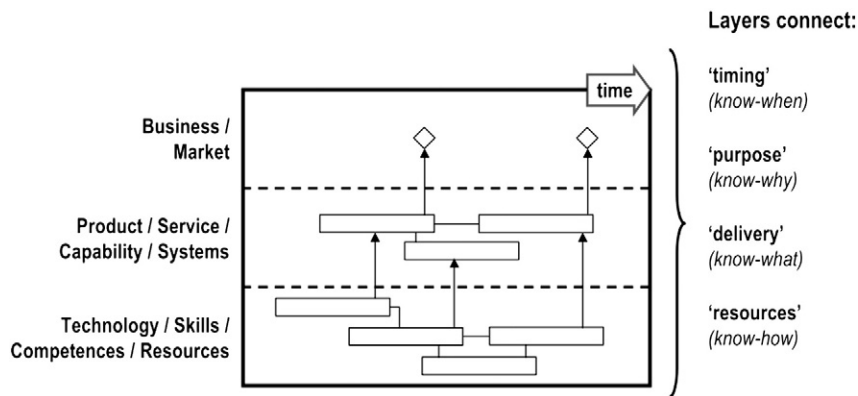 Layers connect:
time
'timing'
(know-when)
Business /
Market
'purpose'
(know-why)
Product / Service /
Capability / Systems
'delivery'
(know-what)
Technology / Skills /
Competences / Resources
'resources'
(know-how)